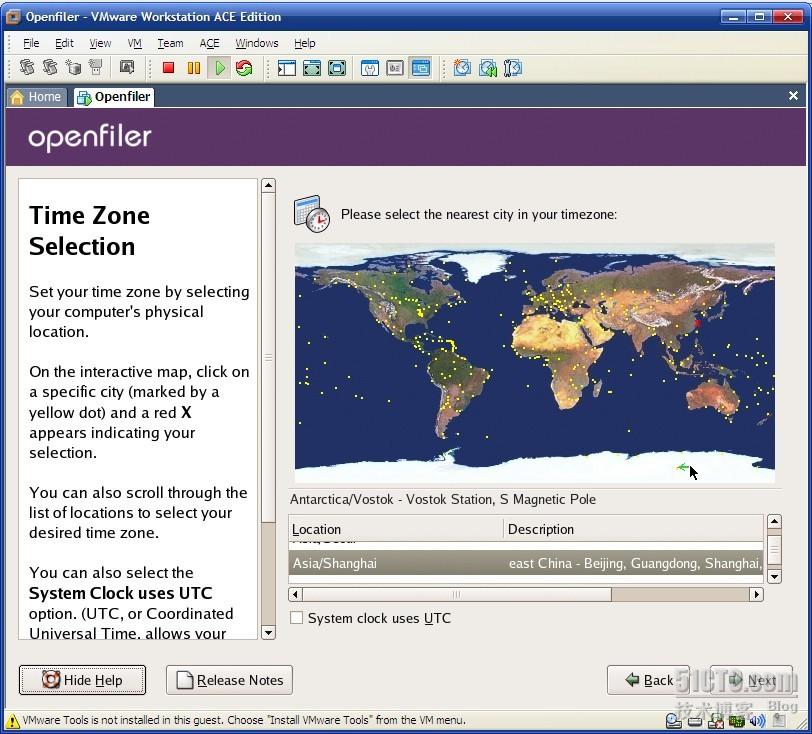 Openfiler - VMware Workstation ACE Edition
File Edit View VM Team ACE Windows Help
Home Openfiler
openfiler
Time Zone
Selection
Set your time zone by selecting
your computer's physical
location.
On the interactive map, click on
a specific city (marked by a
yellow dot) and a red X
appears indicating your
selection.
You can also scroll through the
list of locations to select your
desired time zone.
You can also select the
System Clock uses UTC
option. (UTC, or Coordinated
Universal Time, allows your
Please select the nearest city in your timezone:
Antarctica/Vostok - Vostok Station, S Magnetic Pole
Location Description
Asia/Shanghai east China - Beijing, Guangdong, Shanghai,
System clock uses UTC
Hide Help Release Notes Back Next
51CTO.com
技术博客 Blog
VMware Tools is not installed in this guest. Choose "Install VMware Tools" from the VM menu.